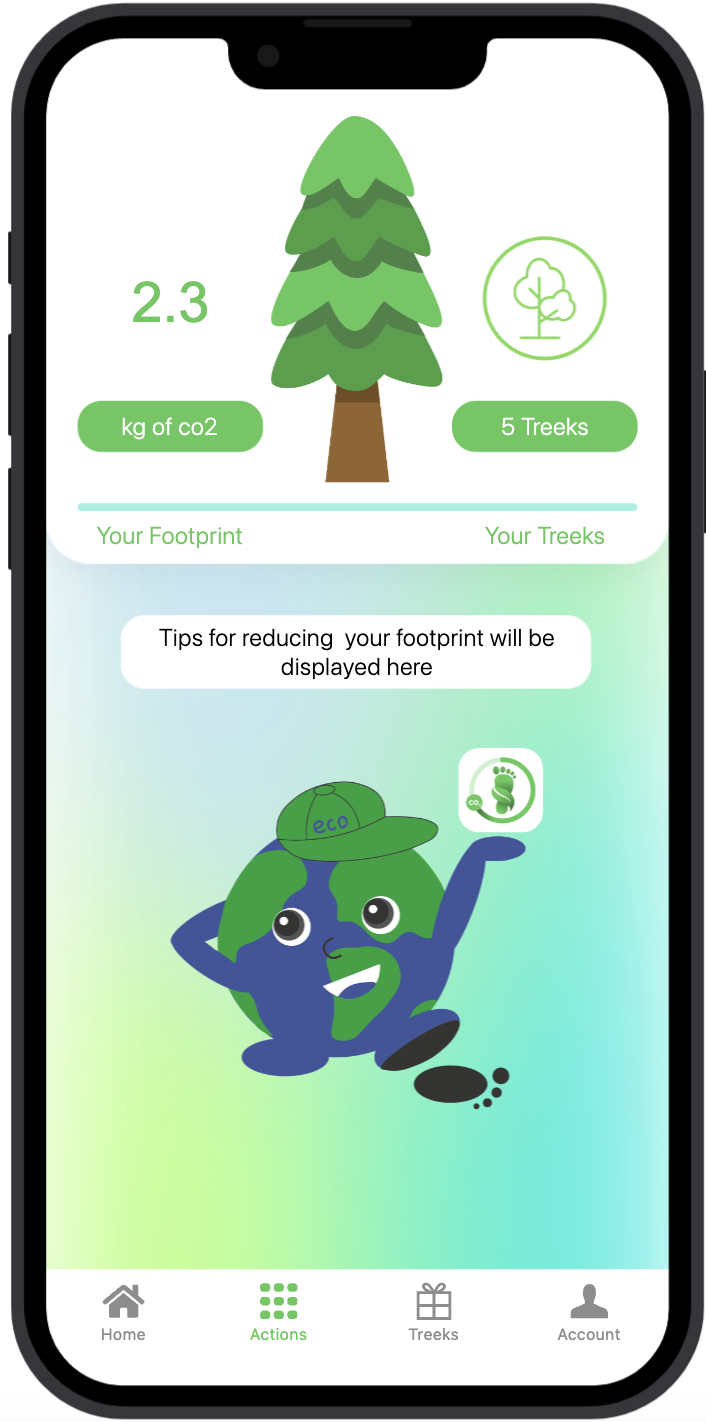 2.3
kg of co2
5 Treeks
Your Footprint
Your Treeks
Tips for reducing  your footprint will be
displayed here
CO₂
eco
Home
Actions
Treeks
Account